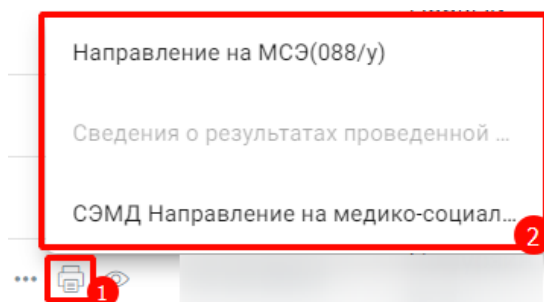 Направление на МСЭ(088/у)
Сведения о результатах проведенной ...
СЭМД Направление на медико-социал...
2
1